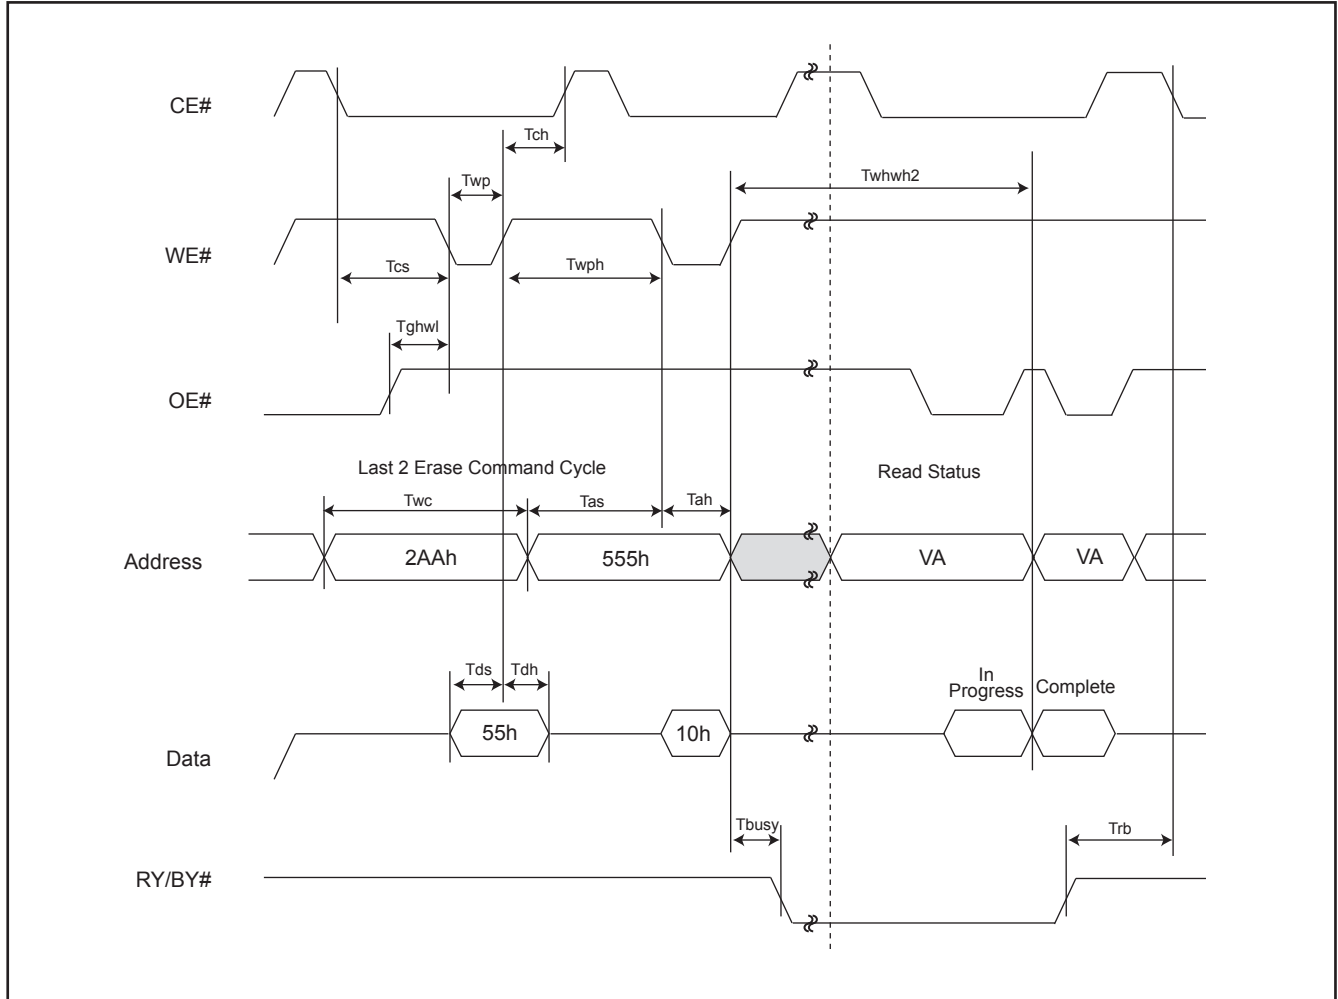 CE#
Tch
Twp
Twhwh2
WE#
Tcs
Twph
Tghwl
OE#
Last 2 Erase Command Cycle
Read Status
Twc
Tas
Tah
Address
2AAh
555h
VA
VA
Tds
Tdh
In
Progress
Complete
55h
10h
Data
Tbusy
Trb
RY/BY#